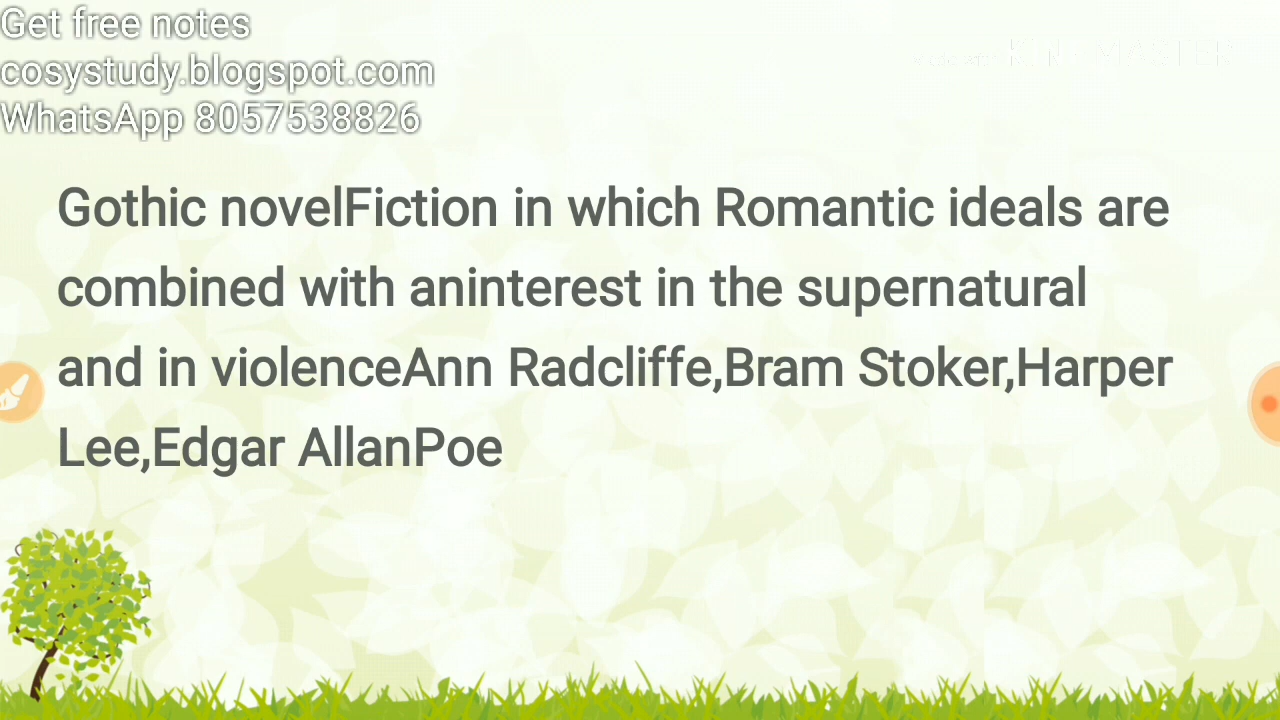 Get free notes
cosystudy.blogspot.com
WhatsApp 8057538826
KINEMASTER
Gothic novelFiction in which Romantic ideals are
combined with aninterest in the supernatural
and in violenceAnn Radcliffe,Bram Stoker,Harper
Lee,Edgar AllanPoe